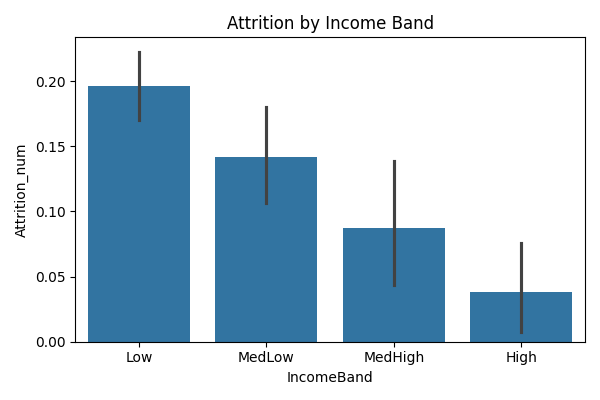 Attrition by Income Band
Attrition_num
0.20
0.15
0.10
0.05
0.00
Low MedLow MedHigh High
IncomeBand